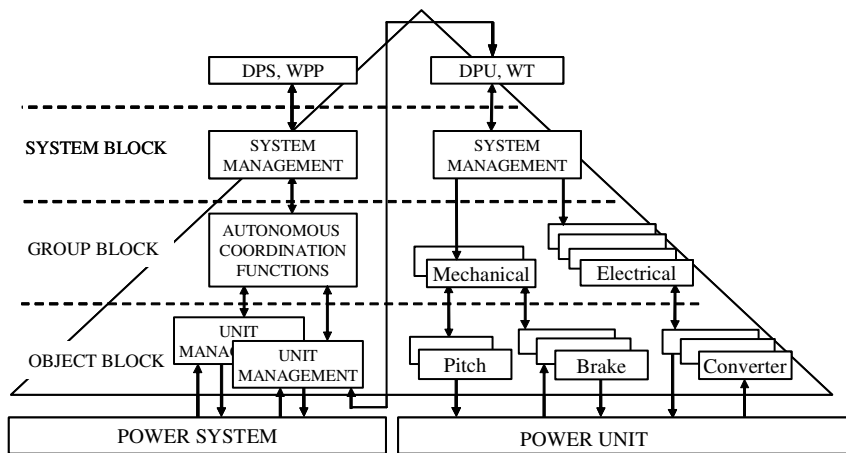 DPS, WPP
DPU, WT
SYSTEM BLOCK
SYSTEM
MANAGEMENT
SYSTEM
MANAGEMENT
GROUP BLOCK
AUTONOMOUS
COORDINATION
FUNCTIONS
Mechanical
Electrical
OBJECT BLOCK
UNIT
MANAG
UNIT
MANAGEMENT
Pitch
Brake
Converter
POWER SYSTEM
POWER UNIT